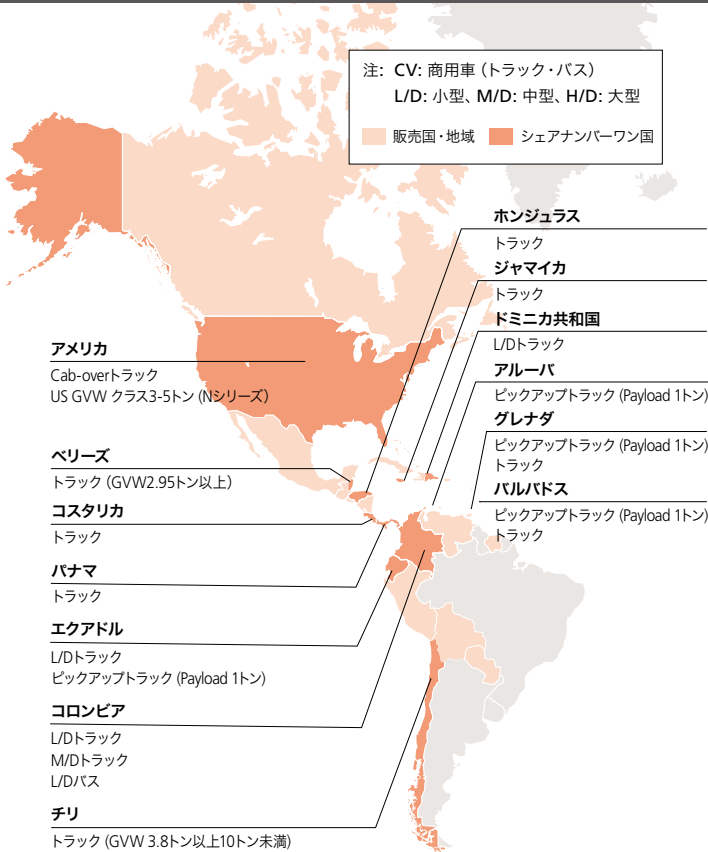 注: CV: 商用車（トラック・バス）
L/D: 小型、M/D: 中型、H/D: 大型
販売国・地域 シェアナンバーワン国
ホンジュラス
トラック
ジャマイカ
トラック
ドミニカ共和国
L/Dトラック
アルーバ
ピックアップトラック (Payload 1トン)
グレナダ
ピックアップトラック (Payload 1トン)
トラック
バルバドス
ピックアップトラック (Payload 1トン)
トラック
アメリカ
Cab-overトラック
US GVW クラス3-5トン (Nシリーズ)
ベリーズ
トラック (GVW2.95トン以上)
コスタリカ
トラック
パナマ
トラック
エクアドル
L/Dトラック
ピックアップトラック (Payload 1トン)
コロンビア
L/Dトラック
M/Dトラック
L/Dバス
チリ
トラック (GVW 3.8トン以上10トン未満)